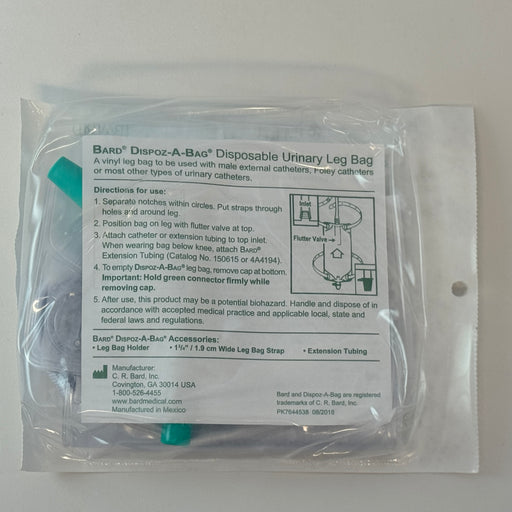 BARD® DISPOZ-A-BAG® Disposable Urinary Leg Bag
A vinyl leg bag to be used with male external catheters, Foley catheters
or most other types of urinary catheters.
Directions for use:
1. Separate notches within circles. Put straps through
holes and around leg.
2. Position bag on leg with flutter valve at top.
3. Attach catheter or extension tubing to top inlet.
When wearing bag below knee, attach BARD®
Extension Tubing (Catalog No. 150615 or 4A4194).
4. To empty DISPOZ-A-BAG® leg bag, remove cap at bottom.
Important: Hold green connector firmly while
removing cap.
Inlet
Flutter Valve
5. After use, this product may be a potential biohazard. Handle and dispose of in
accordance with accepted medical practice and applicable local, state and
federal laws and regulations.
BARD® DISPOZ-A-BAG® Accessories:
• Leg Bag Holder • 1¾" / 1.9 cm Wide Leg Bag Strap • Extension Tubing
Manufacturer:
C. R. Bard, Inc.
Covington, GA 30014 USA
1-800-526-4455
www.bardmedical.com
Manufactured in Mexico
Bard and Dispoz-A-Bag are registered
trademarks of C. R. Bard, Inc.
PK7644538 08/2016